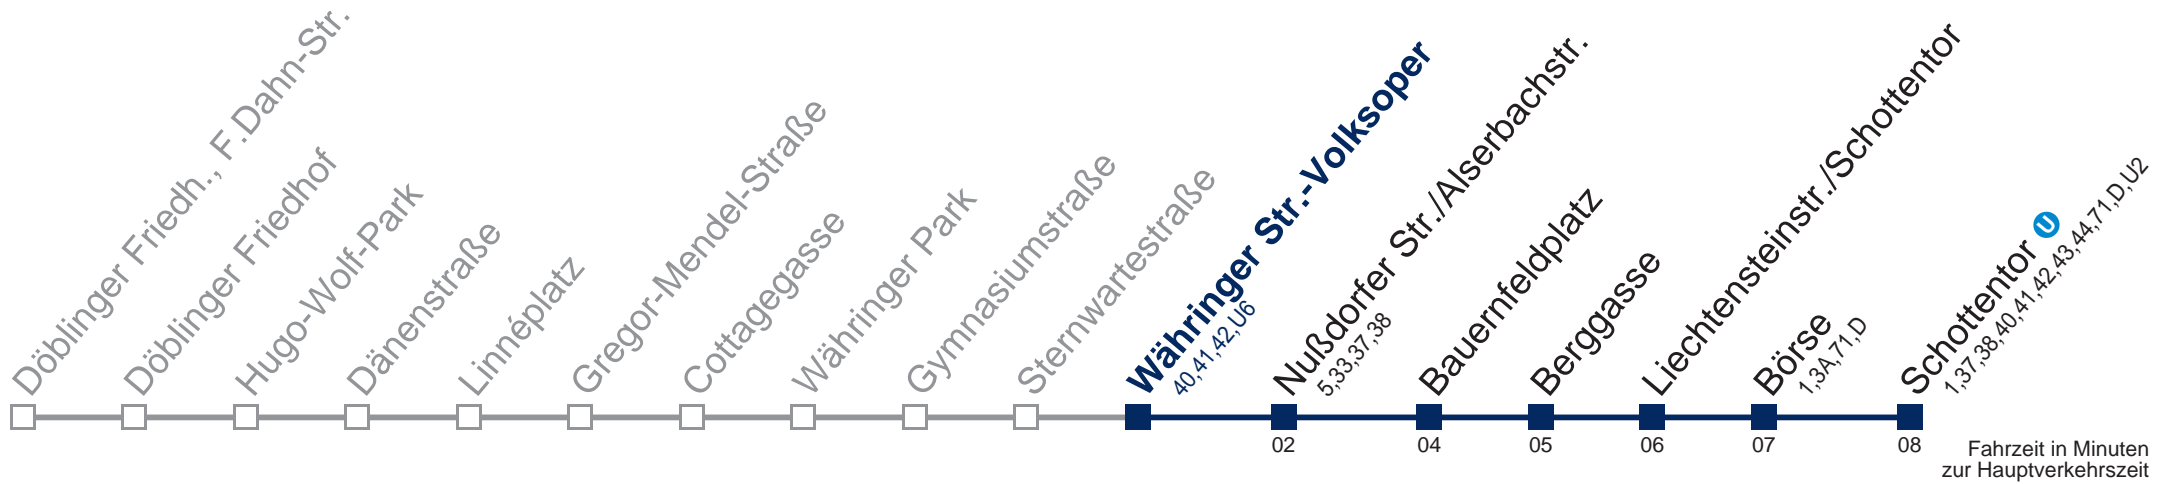 Döblinger Friedh., F.Dahn-Str.
Döblinger Friedhof
Hugo-Wolf-Park
Dänenstraße
Linnéplatz
Gregor-Mendel-Straße
Cottagegasse
Währinger Park
Gymnasiumstraße
Sternwartestraße
Währinger Str.-Volksoper
40,41,42,U6
Nußdorfer Str./Alserbachstr.
5,33,37,38
Bauernfeldplatz
Berggasse
Liechtensteinstr./Schottentor
Börse
1,3A,71,D
Schottentor U
1,37,38,40,41,42,43,44,71,D,U2
02 04 05 06 07 08
Fahrzeit in Minuten
zur Hauptverkehrszeit